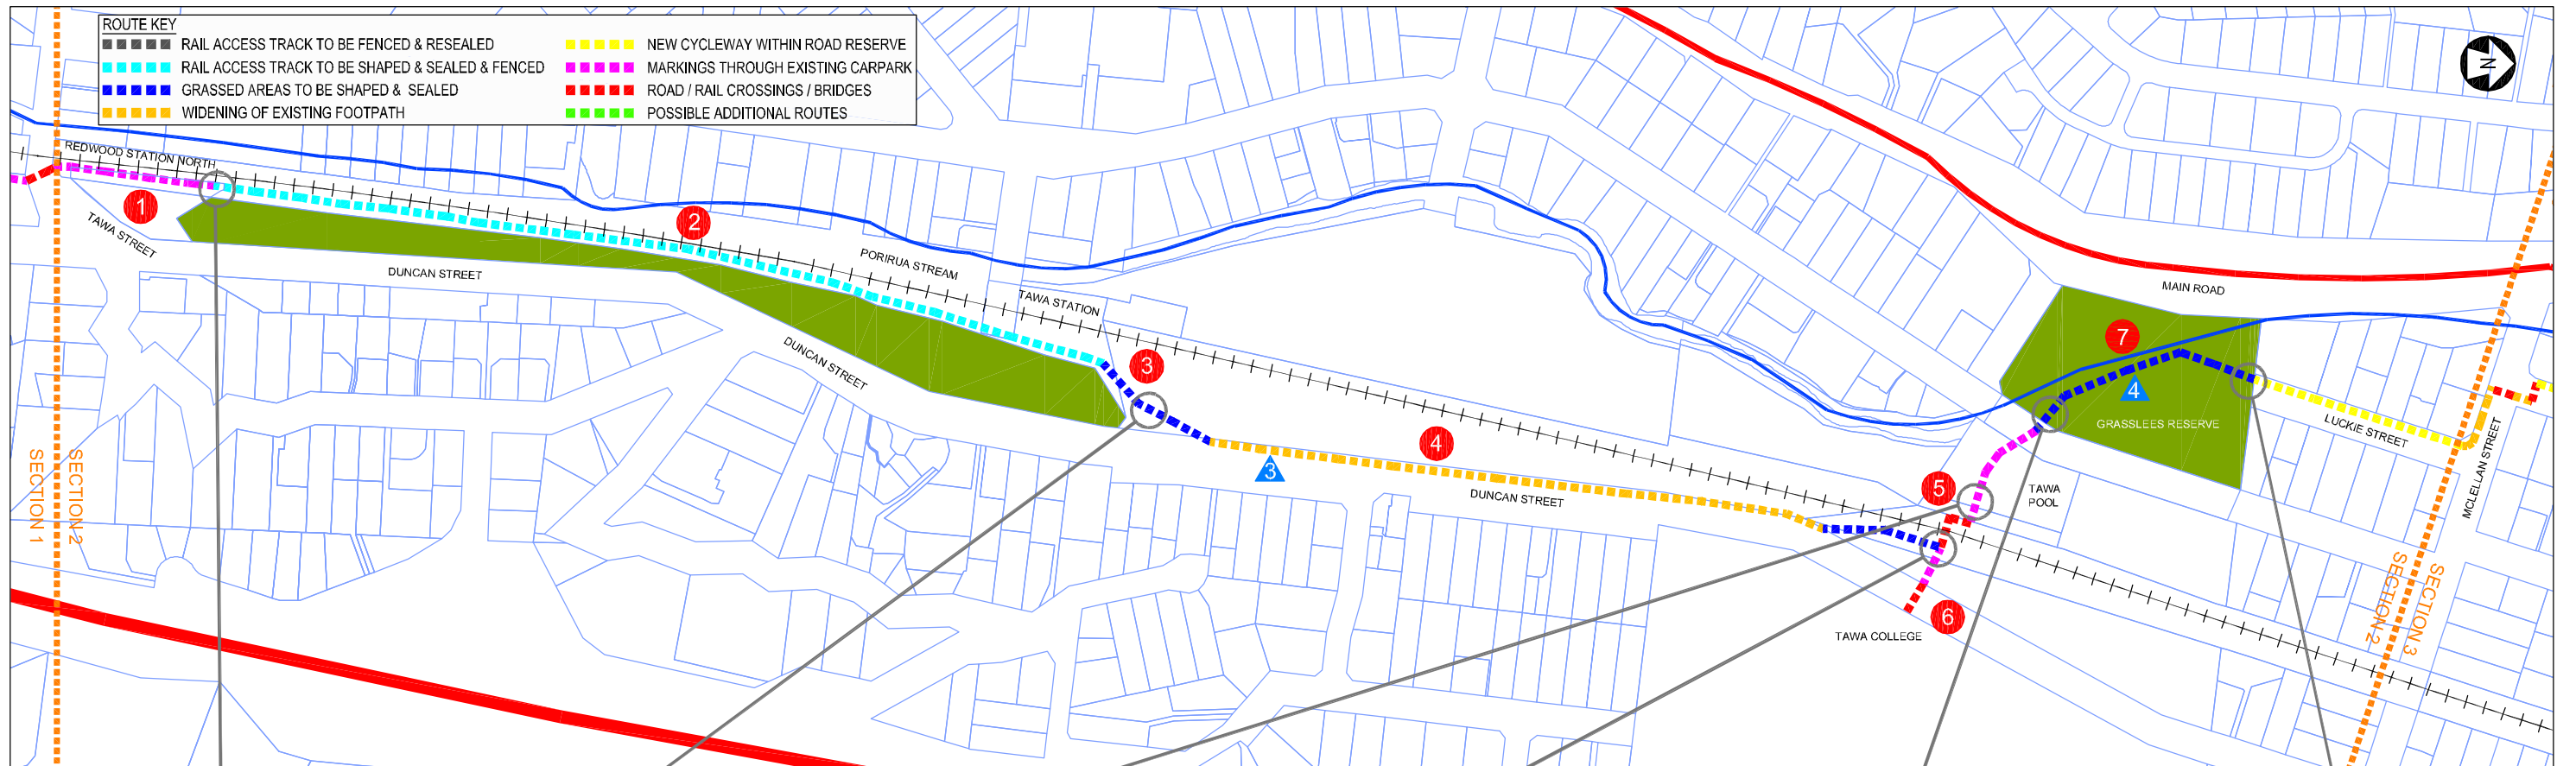 ROUTE KEY
RAIL ACCESS TRACK TO BE FENCED & RESEALED
RAIL ACCESS TRACK TO BE SHAPED & SEALED & FENCED
GRASSED AREAS TO BE SHAPED & SEALED
WIDENING OF EXISTING FOOTPATH
NEW CYCLEWAY WITHIN ROAD RESERVE
MARKINGS THROUGH EXISTING CARPARK
ROAD / RAIL CROSSINGS / BRIDGES
POSSIBLE ADDITIONAL ROUTES
N
REDWOOD STATION NORTH
1
TAWA STREET
2
DUNCAN STREET
PORIRUA STREAM
TAWA STATION
DUNCAN STREET
3
3
4
DUNCAN STREET
5
6
TAWA COLLEGE
TAWA
POOL
7
4
GRASSLEES RESERVE
MAIN ROAD
LUCKIE STREET
MCLELLAN STREET
SECTION 1
SECTION 2
SECTION 2
SECTION 3